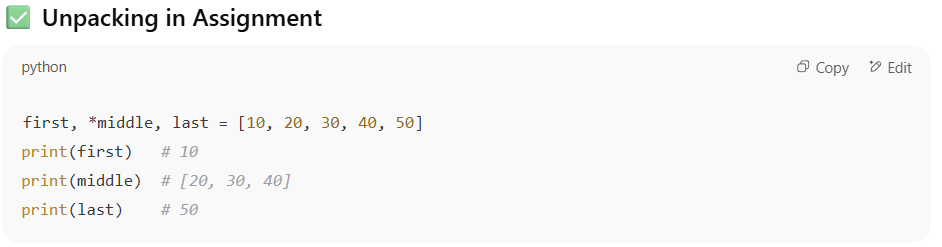 ✅ Unpacking in Assignment
python
Copy
Edit
first, *middle, last = [10, 20, 30, 40, 50]
print(first)   # 10
print(middle)  # [20, 30, 40]
print(last)    # 50